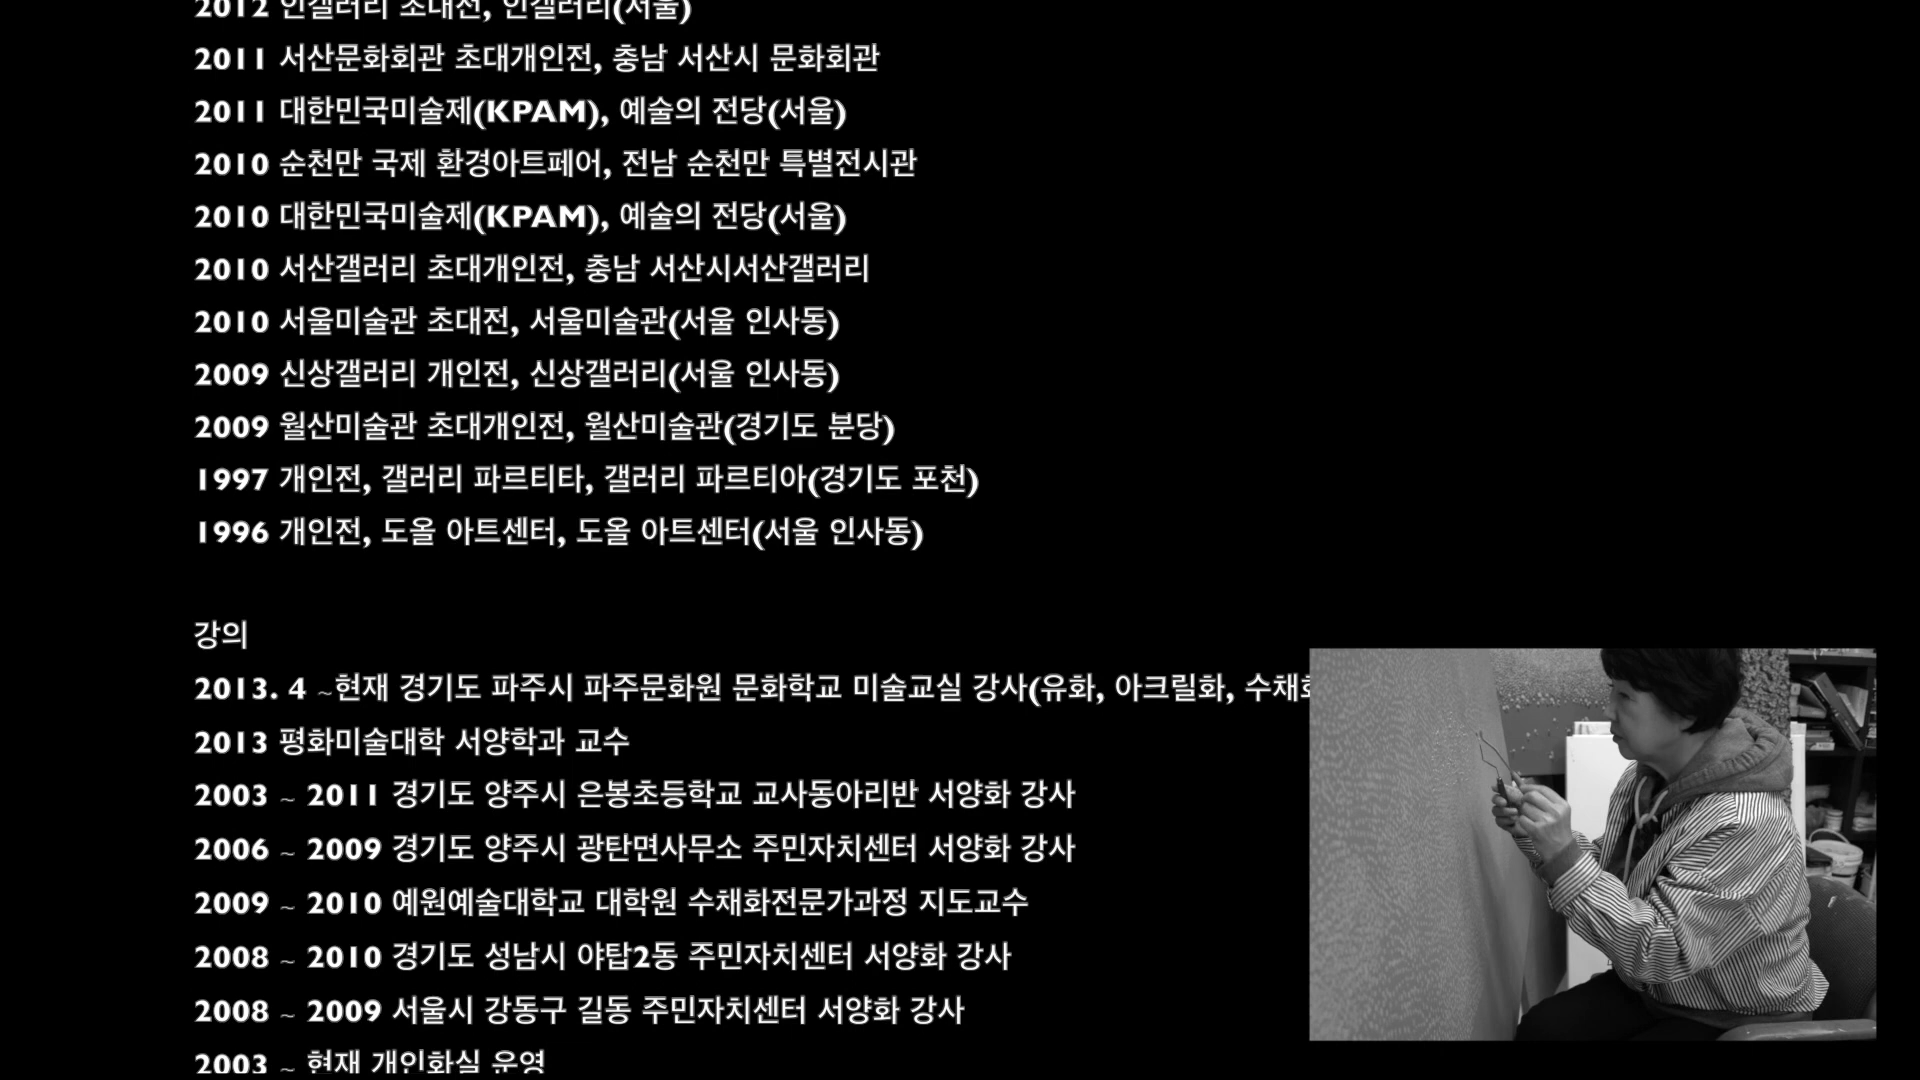 2012 인갤러리 초대전, 인갤러리(서울)
2011 서산문화회관 초대개인전, 충남 서산시 문화회관
2011 대한민국미술제(KPAM), 예술의 전당(서울)
2010 순천만 국제 환경아트페어, 전남 순천만 특별전시관
2010 대한민국미술제(KPAM), 예술의 전당(서울)
2010 서산갤러리 초대개인전, 충남 서산시서산갤러리
2010 서울미술관 초대전, 서울미술관(서울 인사동)
2009 신상갤러리 개인전, 신상갤러리(서울 인사동)
2009 월산미술관 초대개인전, 월산미술관(경기도 분당)
1997 개인전, 갤러리 파르티타, 갤러리 파르티아(경기도 포천)
1996 개인전, 도올 아트센터, 도올 아트센터(서울 인사동)
강의
2013. 4 ~현재 경기도 파주시 파주문화원 문화학교 미술교실 강사(유화, 아크릴화, 수채
2013 평화미술대학 서양학과 교수
2003 ~ 2011 경기도 양주시 은봉초등학교 교사동아리반 서양화 강사
2006 ~ 2009 경기도 양주시 광탄면사무소 주민자치센터 서양화 강사
2009 ~ 2010 예원예술대학교 대학원 수채화전문가과정 지도교수
2008 ~ 2010 경기도 성남시 야탑2동 주민자치센터 서양화 강사
2008 ~ 2009 서울시 강동구 길동 주민자치센터 서양화 강사
2003 ~ 현재 개인화실 운영